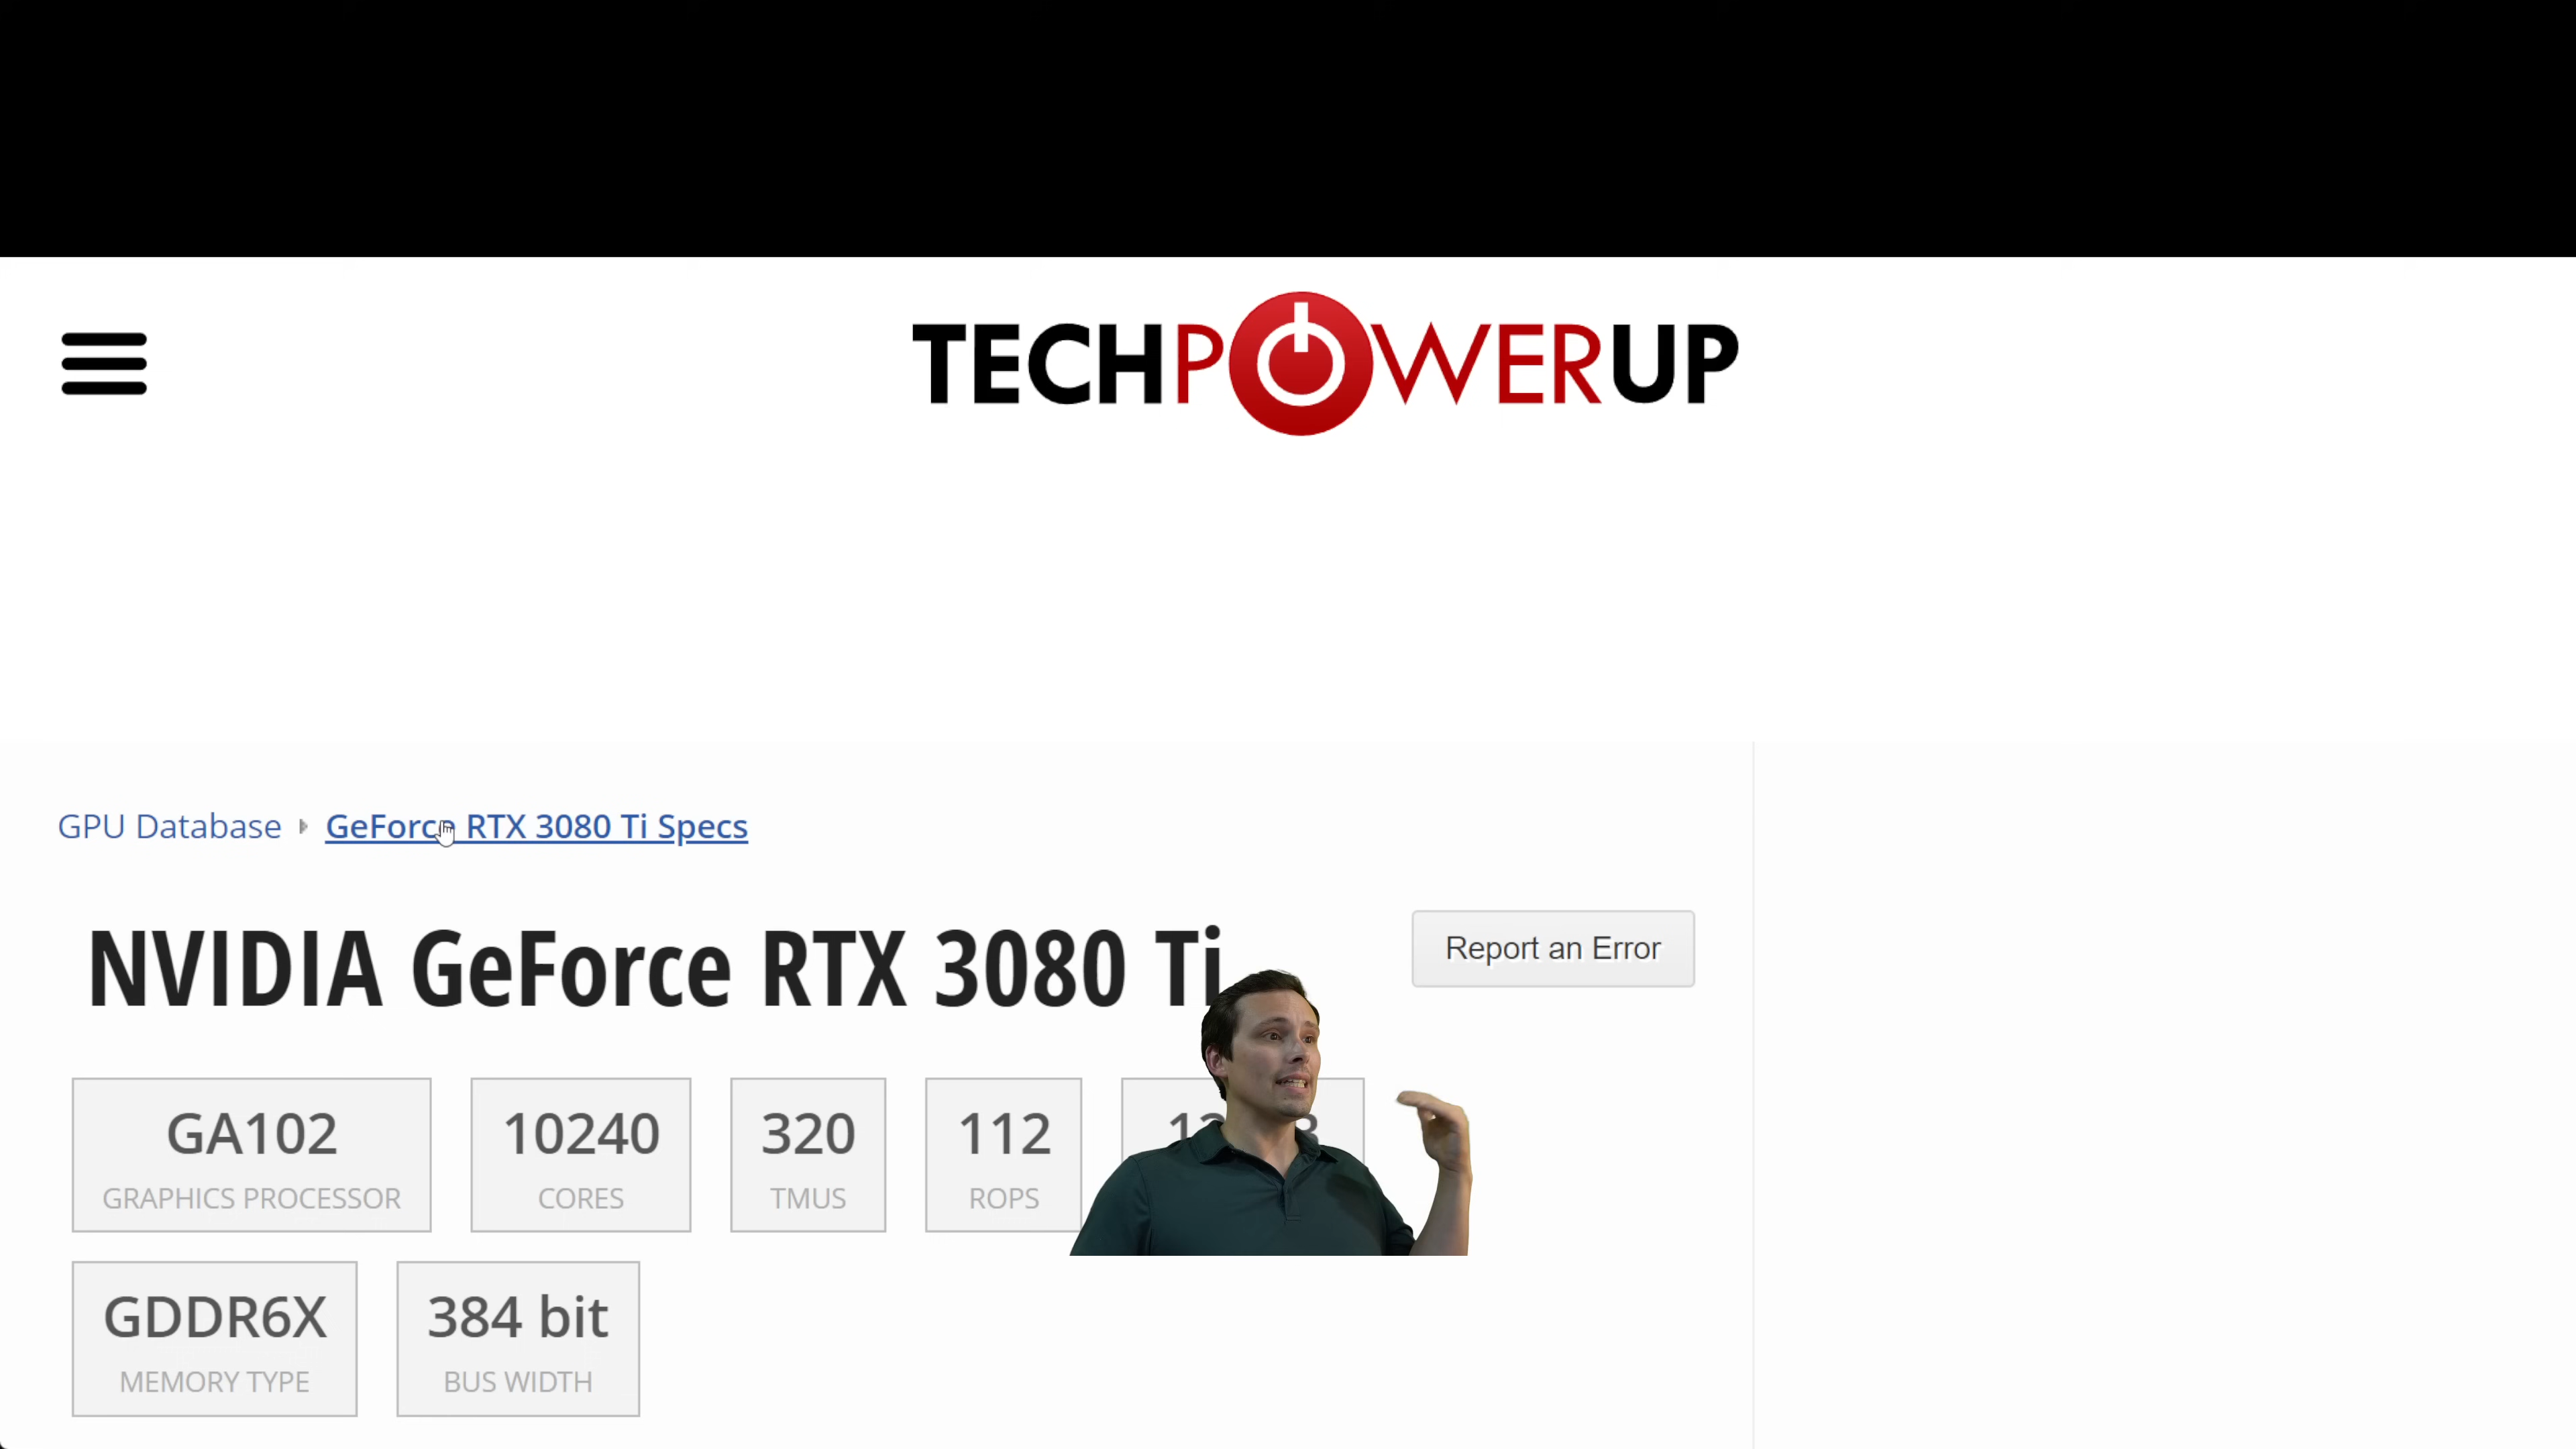 TECHPOWERUP
GPU Database GeForce RTX 3080 Ti Specs
NVIDIA GeForce RTX 3080 Ti
Report an Error
GA102
GRAPHICS PROCESSOR
10240
CORES
320
TMUS
112
ROPS
GDDR6X
MEMORY TYPE
384 bit
BUS WIDTH